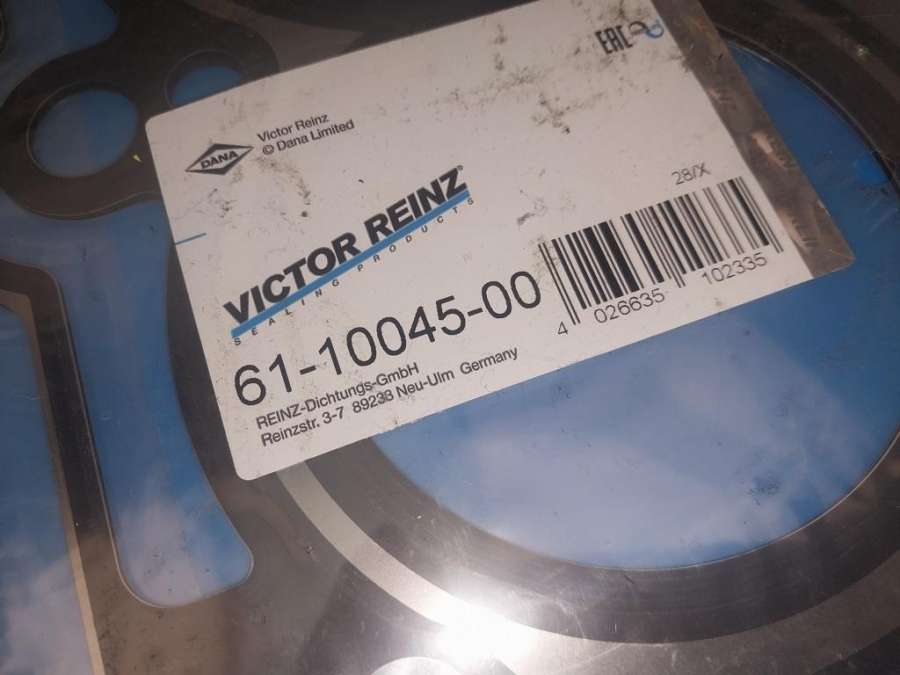 EAC
DANA
Victor Reinz
© Dana Limited
VICTOR REINZ®
SEALING PRODUCTS
28/X
61-10045-00
4 026635 102335
REINZ-Dichtungs-GmbH
Reinzstr. 3-7 89233 Neu-Ulm Germany